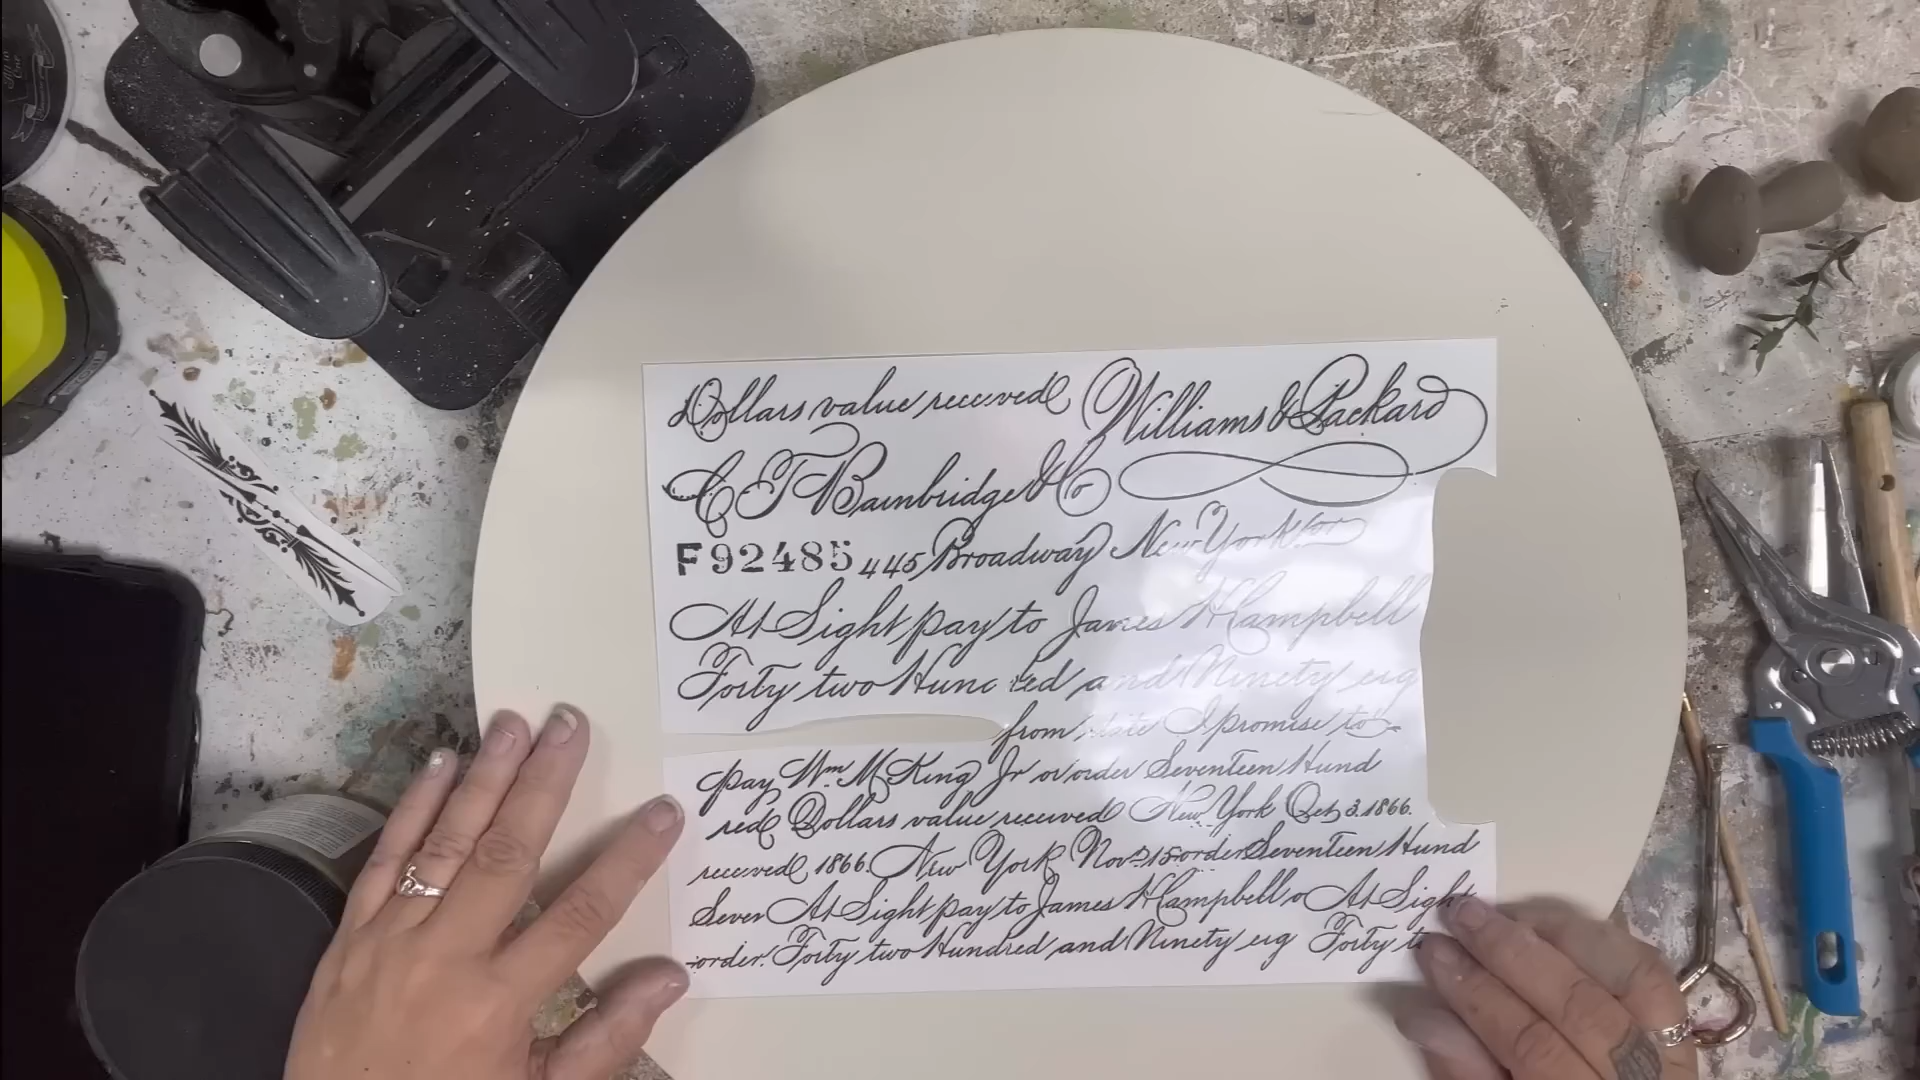 Dollars value received Williams & Packard
C T Bainbridge & Co
F92485 445 Broadway New York for
At Sight pay to James H Campbell
Forty two Hund red and Ninety eig
from date I promise to
pay Wm M King Jr or order Seventeen Hund
red Dollars value received New York Oct 3. 1866.
received 1866. New York Nov 15 order Seventeen Hund
Seven At Sight pay to James H Campbell o At Sight
order. Forty two Hundred and Ninety eig Forty t